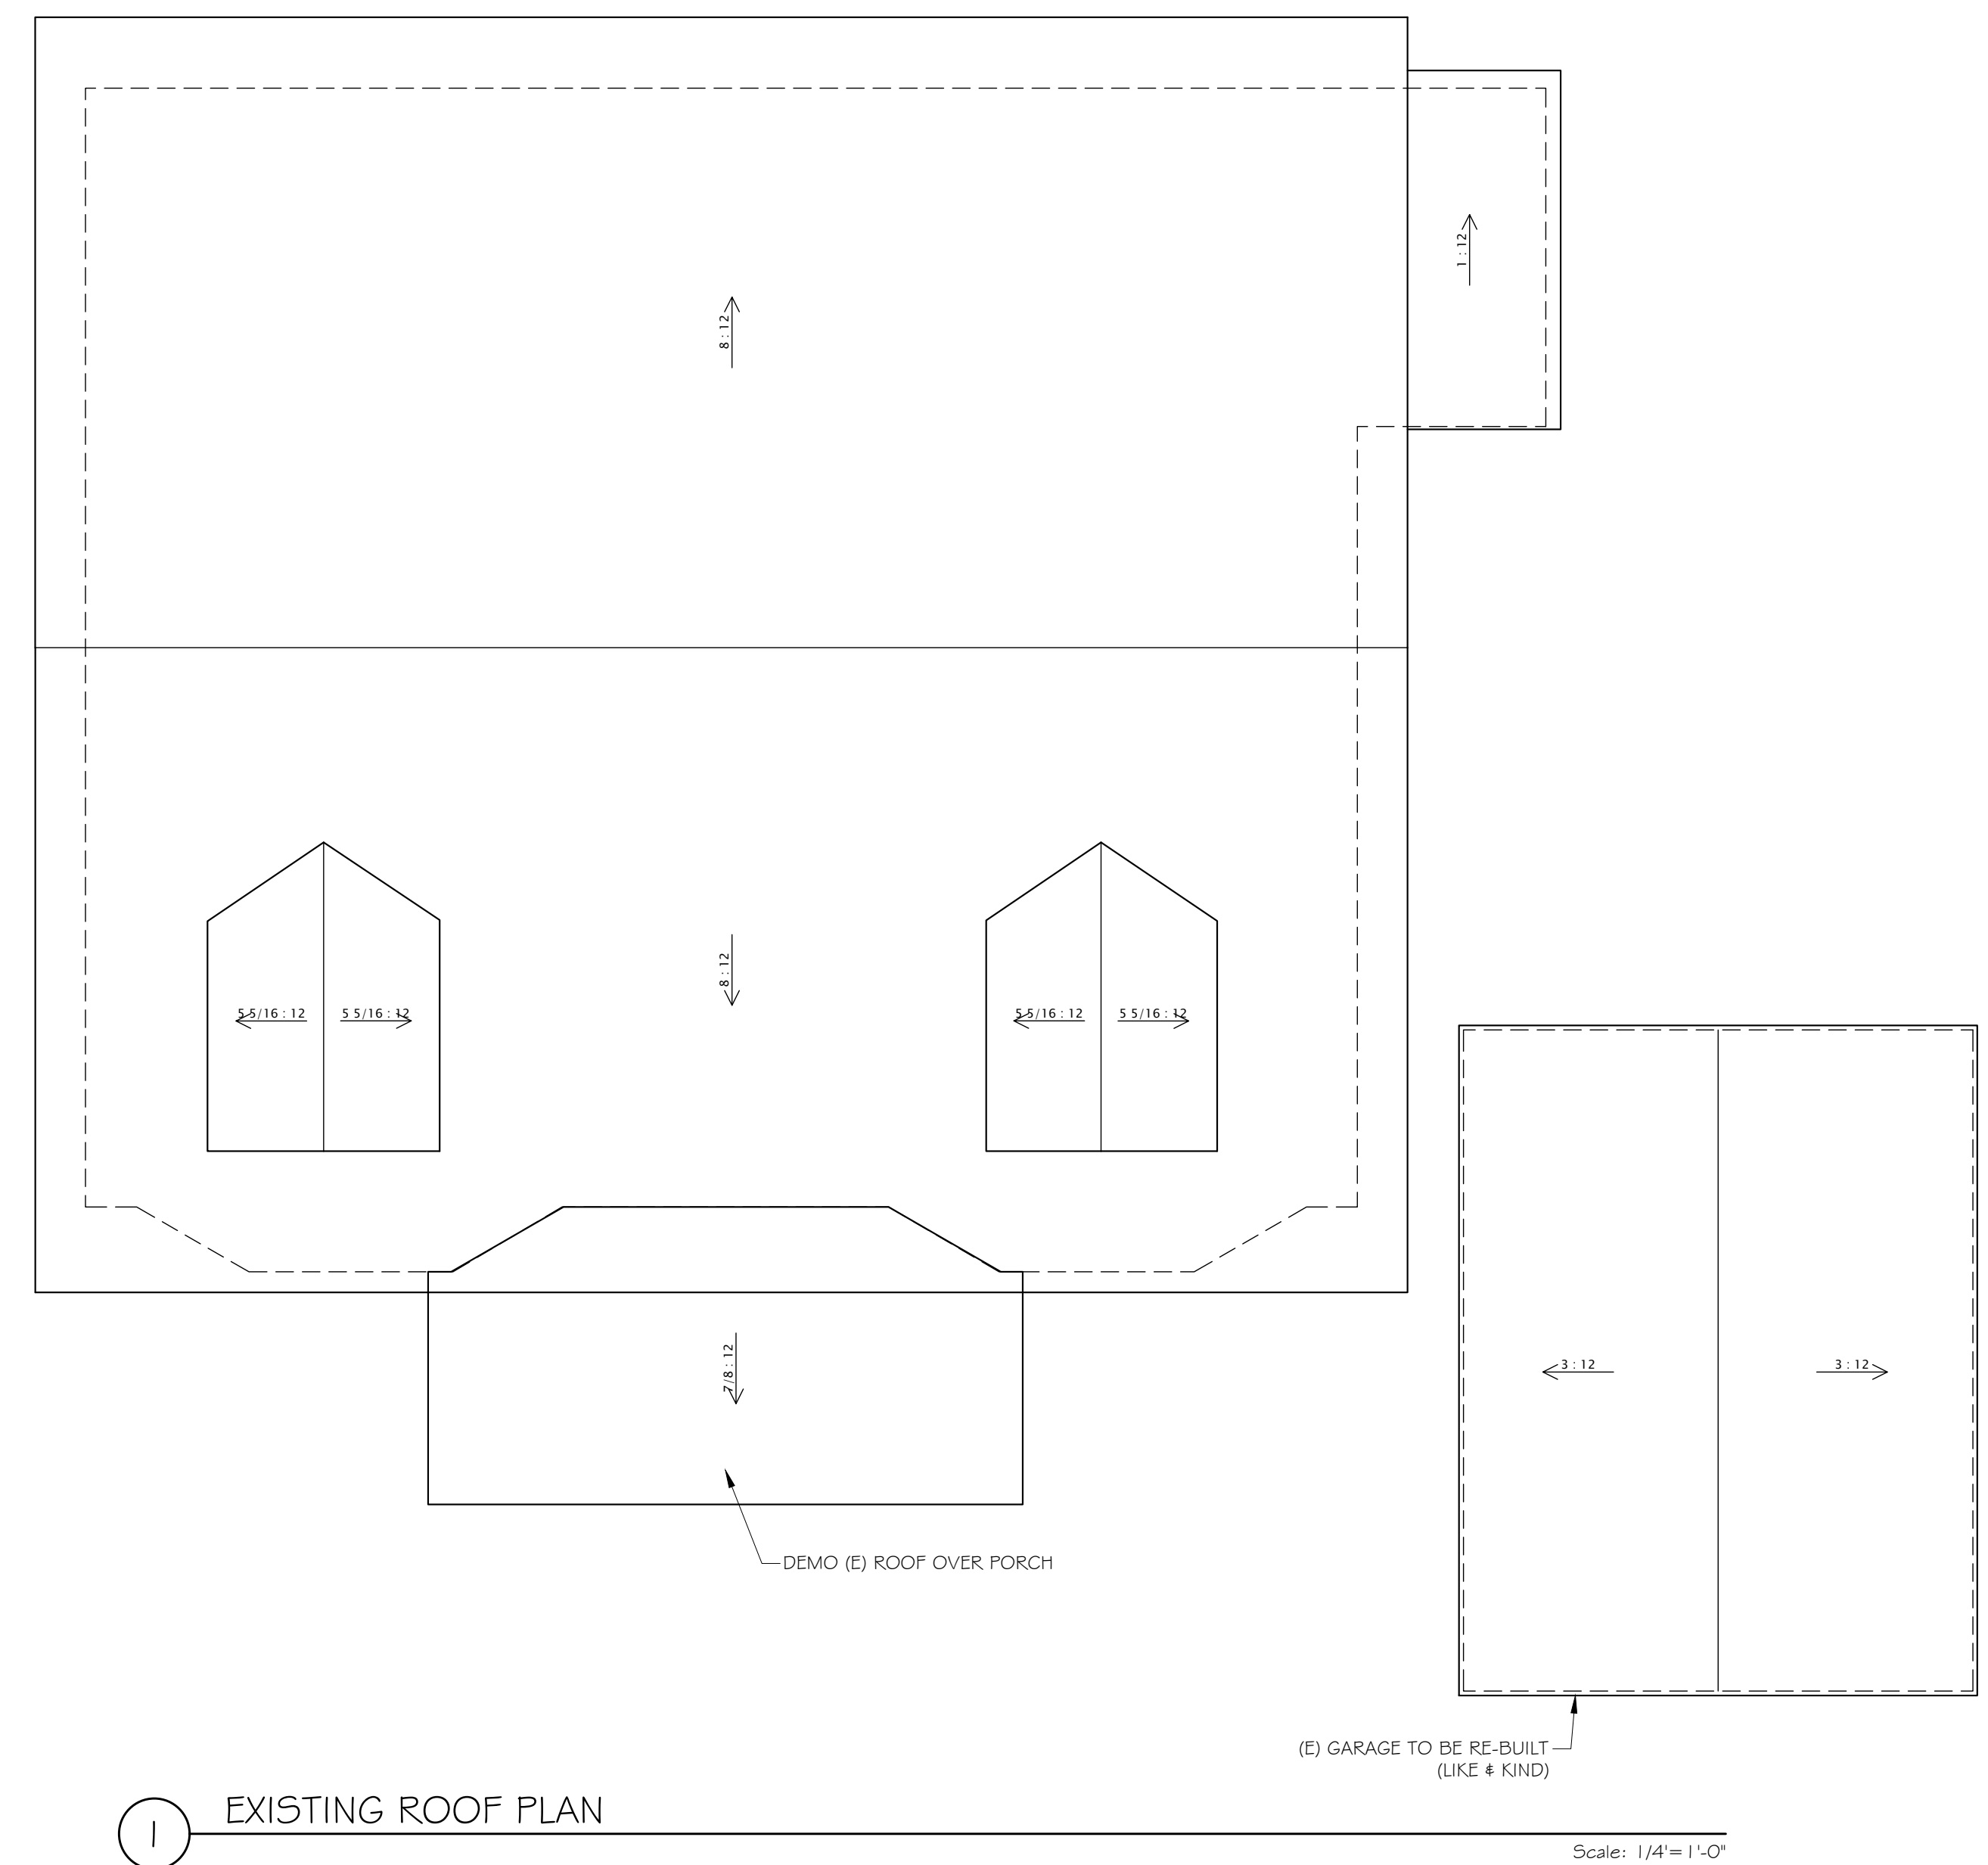 1 : 12
8 : 12
8 : 12
5 5/16 : 12
5 5/16 : 12
5 5/16 : 12
5 5/16 : 12
7/8 : 12
3 : 12
3 : 12
DEMO (E) ROOF OVER PORCH
(E) GARAGE TO BE RE-BUILT
(LIKE & KIND)
1
EXISTING ROOF PLAN
Scale: 1/4'= 1'-0"